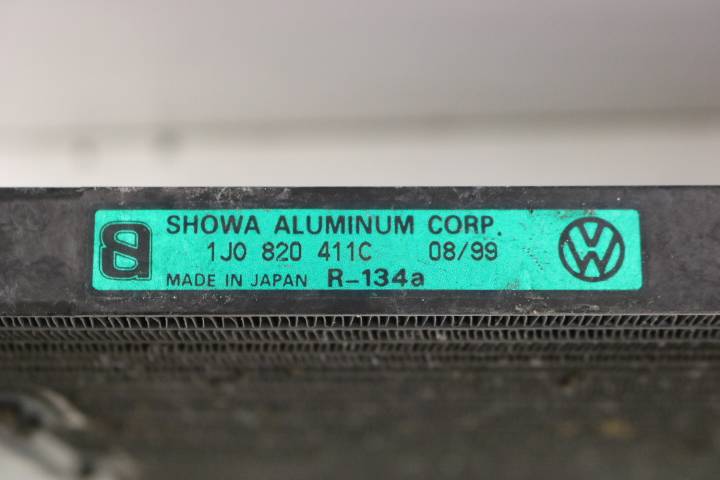 SHOWA ALUMINUM CORP.
1J0 820 411C 08/99
MADE IN JAPAN R-134a